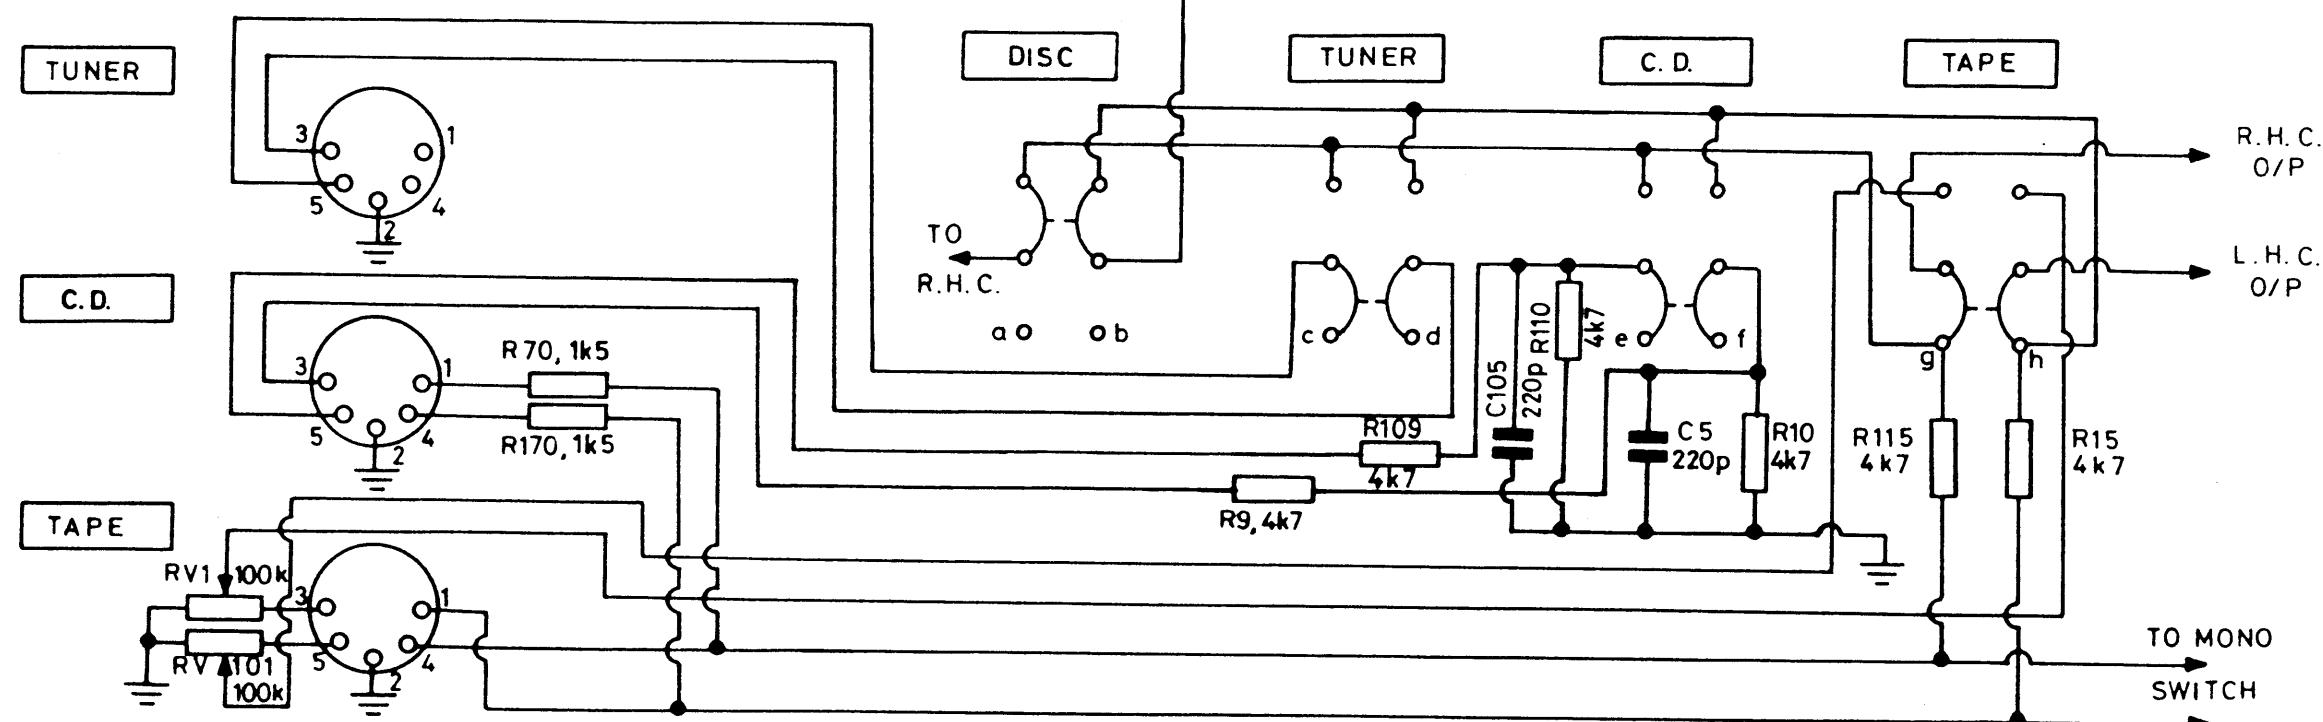 TUNER
DISC
TUNER
C. D.
TAPE
3
1
5
4
2
R.H.C.
O/P
TO
R.H.C.
L.H.C.
O/P
C.D.
a
b
c
d
e
f
g
h
R110
4k7
C105
220p
3
1
5
4
2
R70, 1k5
R170, 1k5
R109
4k7
R9, 4k7
C5
220p
R10
4k7
R115
4k7
R15
4k7
TAPE
RV1
100k
3
1
5
4
2
RV 101
100k
TO MONO
SWITCH